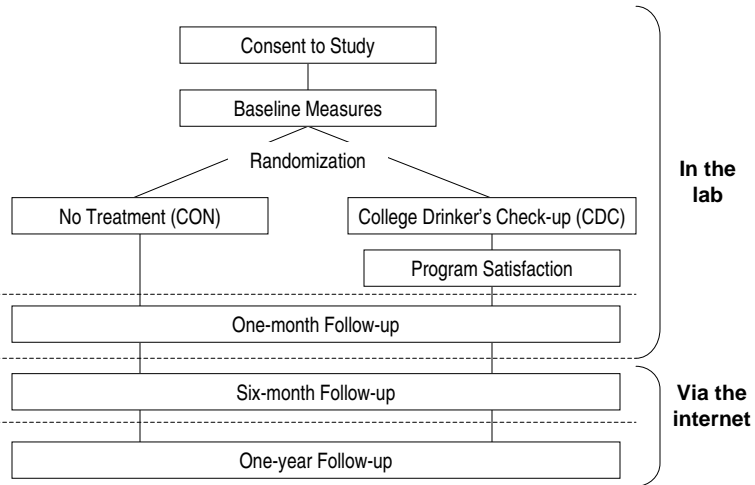 Consent to Study
Baseline Measures
Randomization
In the
lab
No Treatment (CON)
College Drinker's Check-up (CDC)
Program Satisfaction
One-month Follow-up
Six-month Follow-up
Via the
internet
One-year Follow-up